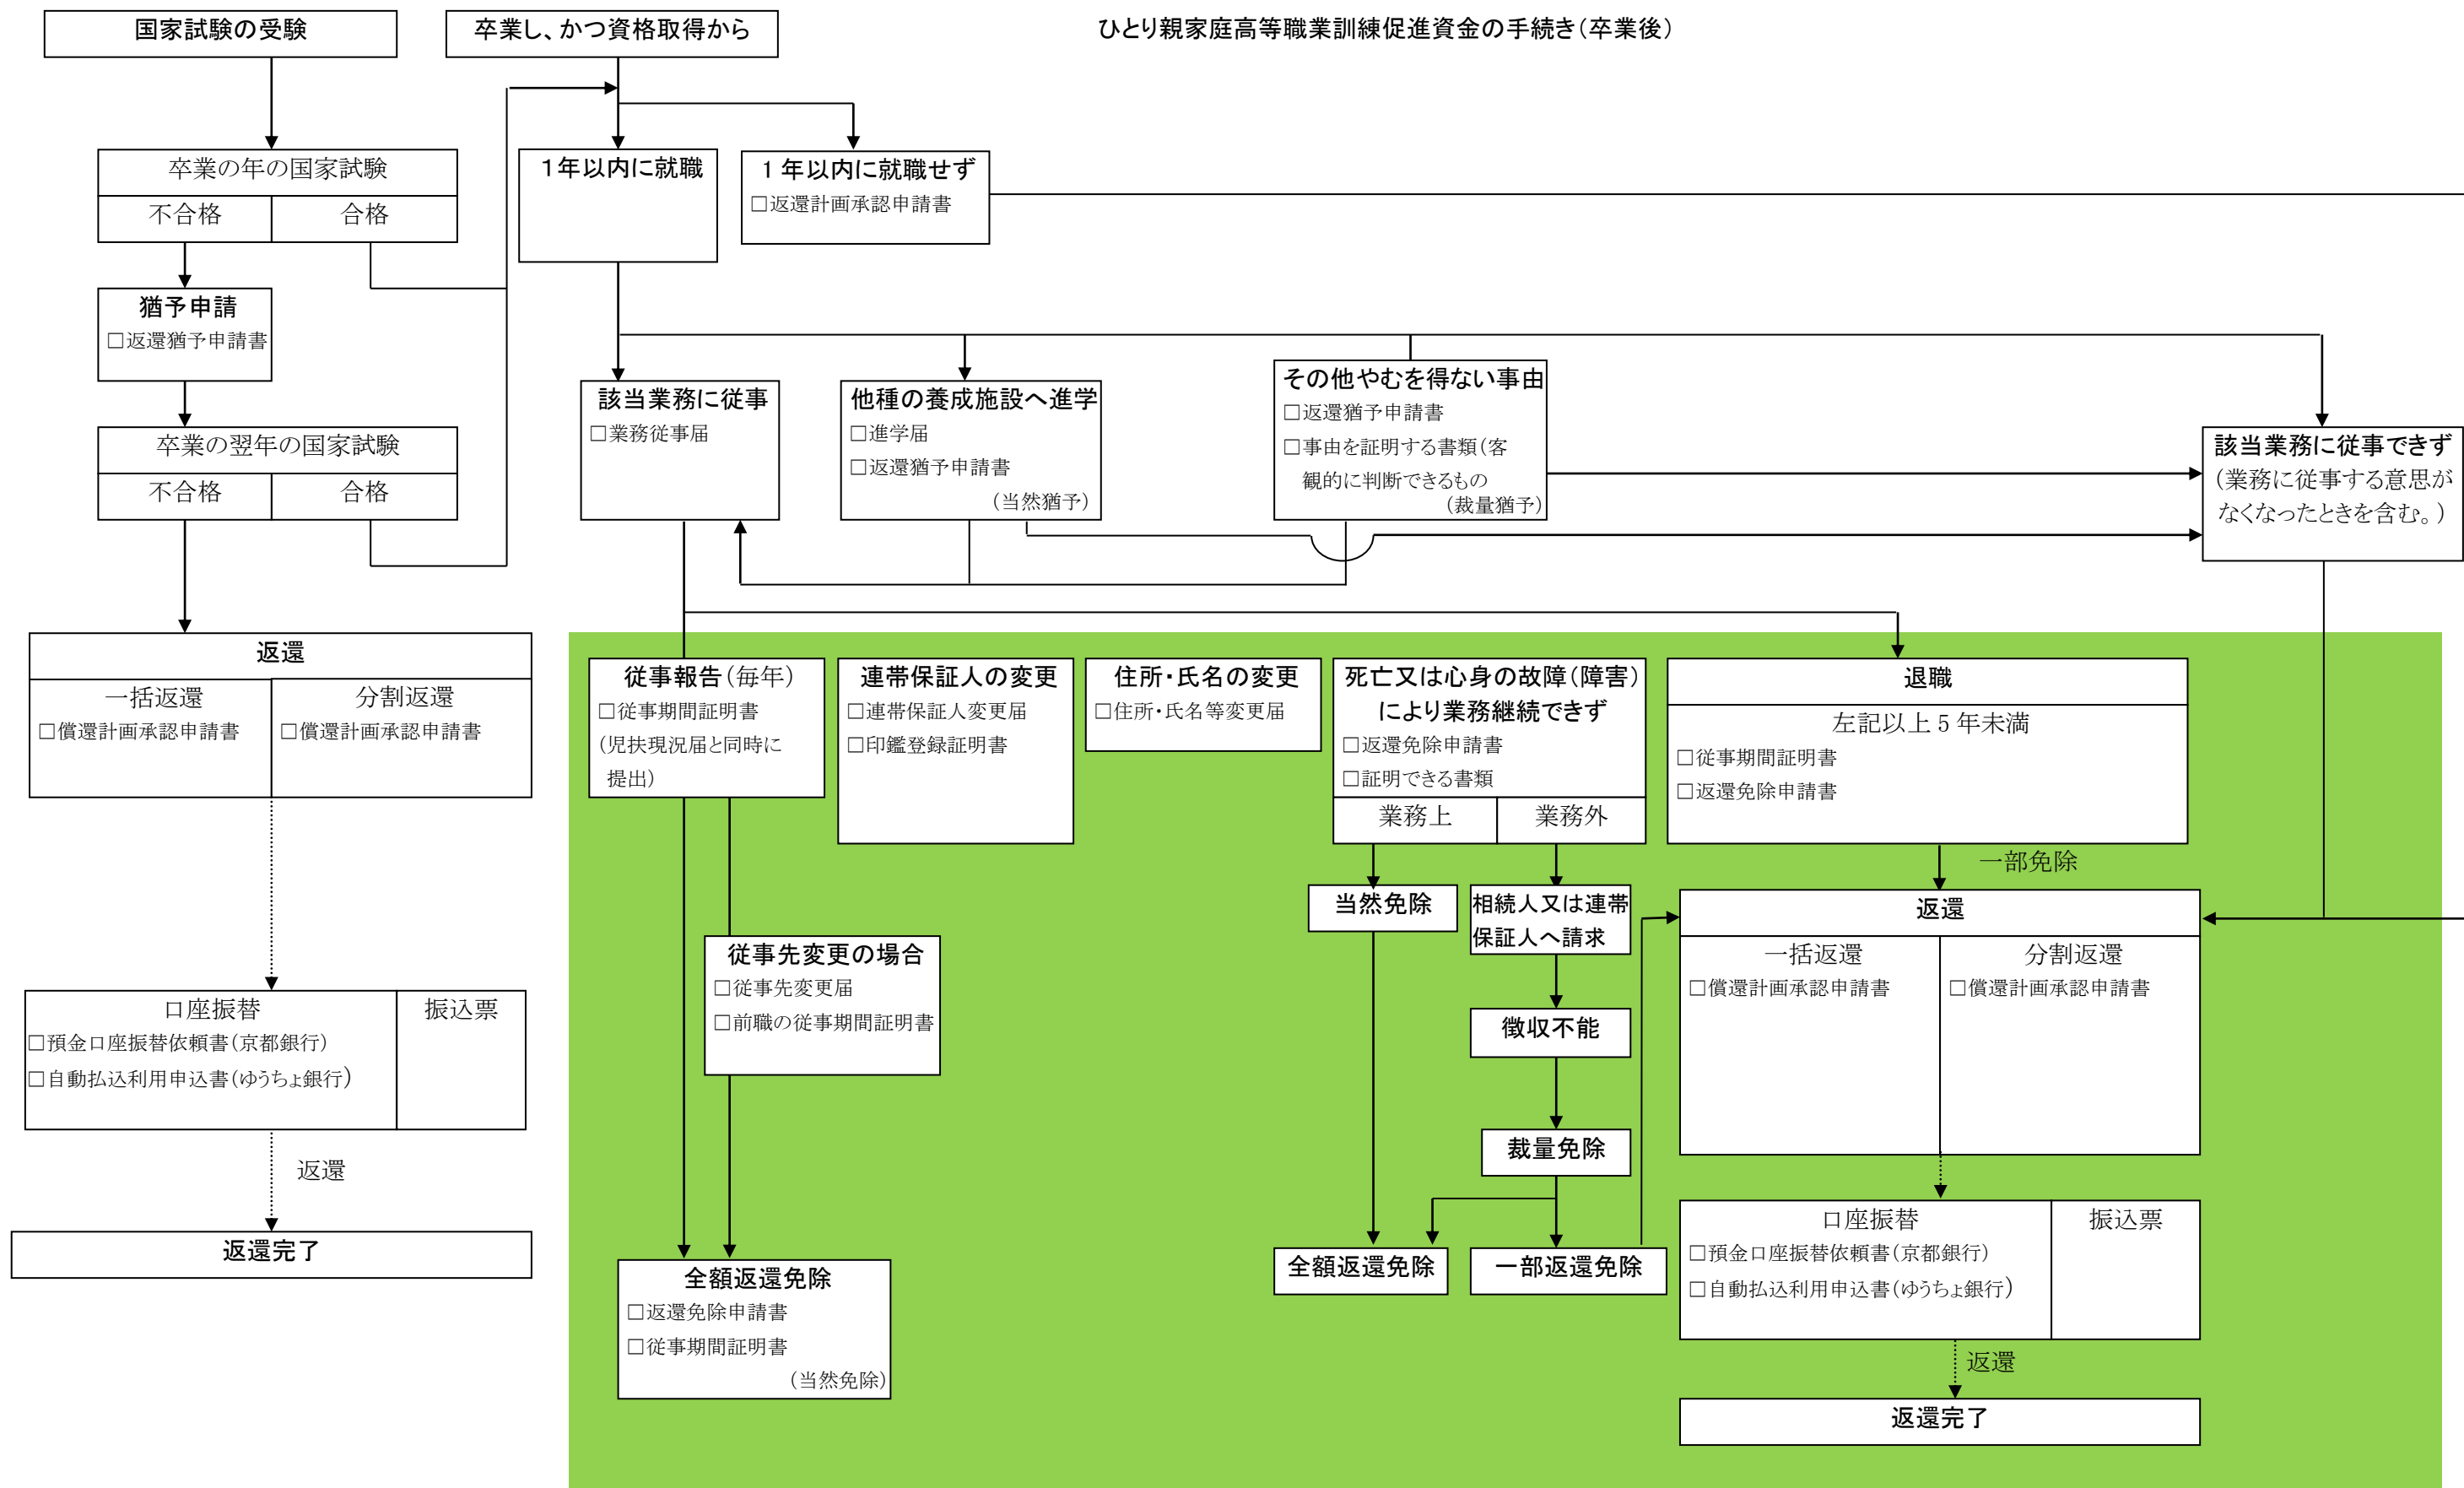 国家試験の受験
卒業し、かつ資格取得から
ひとり親家庭高等職業訓練促進資金の手続き（卒業後）
卒業の年の国家試験
不合格
合格
１年以内に就職
１年以内に就職せず
□返還計画承認申請書
猶予申請
□返還猶予申請書
卒業の翌年の国家試験
不合格
合格
該当業務に従事
□業務従事届
他種の養成施設へ進学
□進学届
□返還猶予申請書
（当然猶予）
その他やむを得ない事由
□返還猶予申請書
□事由を証明する書類（客
観的に判断できるもの
（裁量猶予）
該当業務に従事できず
（業務に従事する意思が
なくなったときを含む。）
返還
一括返還
□償還計画承認申請書
分割返還
□償還計画承認申請書
口座振替
□預金口座振替依頼書（京都銀行）
□自動払込利用申込書（ゆうちょ銀行）
振込票
返還
返還完了
従事報告（毎年）
□従事期間証明書
（児扶現況届と同時に
提出）
連帯保証人の変更
□連帯保証人変更届
□印鑑登録証明書
住所・氏名の変更
□住所・氏名等変更届
死亡又は心身の故障（障害）
により業務継続できず
□返還免除申請書
□証明できる書類
業務上
業務外
退職
左記以上 5 年未満
□従事期間証明書
□返還免除申請書
一部免除
当然免除
相続人又は連帯
保証人へ請求
従事先変更の場合
□従事先変更届
□前職の従事期間証明書
徴収不能
裁量免除
全額返還免除
一部返還免除
全額返還免除
□返還免除申請書
□従事期間証明書
（当然免除）
返還
一括返還
□償還計画承認申請書
分割返還
□償還計画承認申請書
口座振替
□預金口座振替依頼書（京都銀行）
□自動払込利用申込書（ゆうちょ銀行）
振込票
返還
返還完了